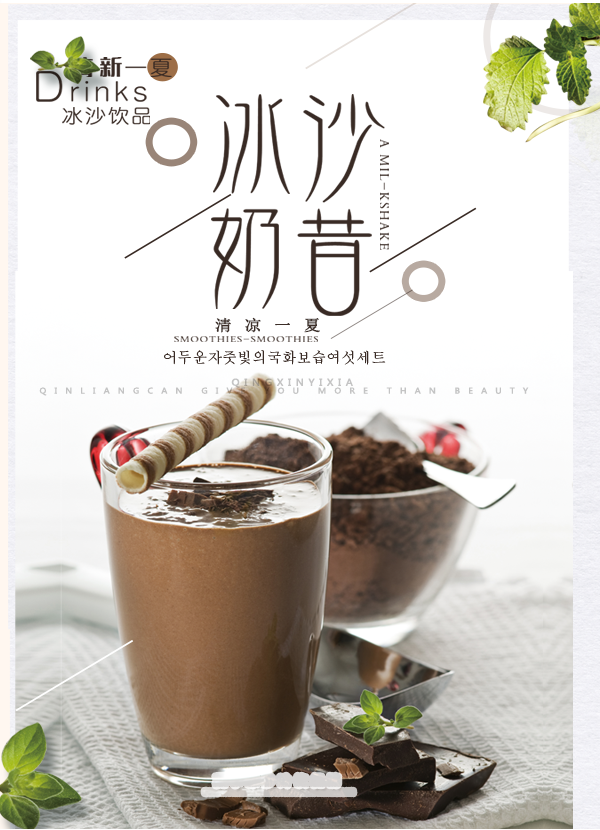 新一夏
Drinks
冰沙饮品
冰沙
奶昔
A MIL-KSHAKE
清凉一夏
SMOOTHIES-SMOOTHIES
어두운자줏빛의국화보습여섯세트
QINGXINYIXIA
QINLIANGCAN GIVE YOU MORE THAN BEAUTY